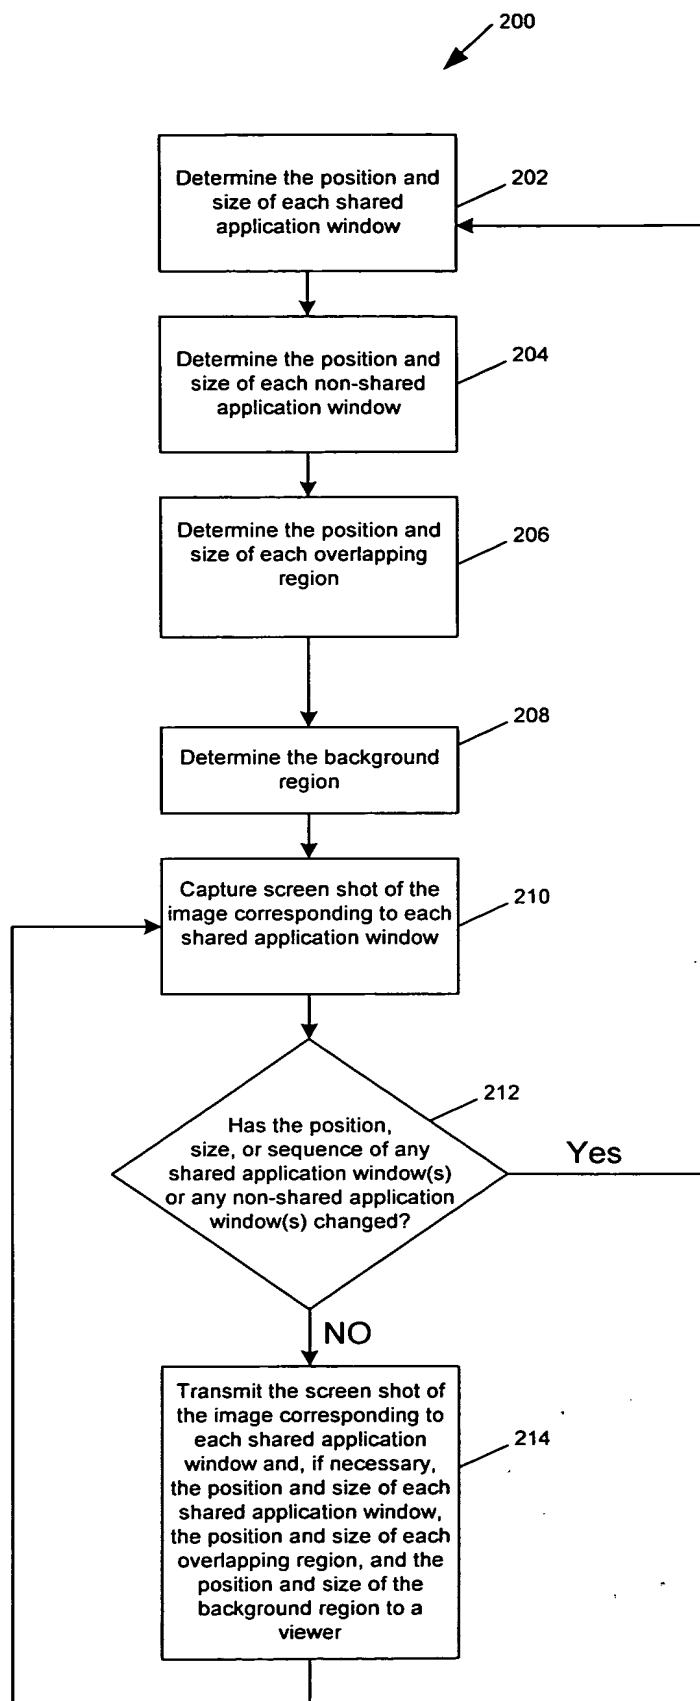 200
Determine the position and
size of each shared
application window
202
Determine the position and
size of each non-shared
application window
204
Determine the position and
size of each overlapping
region
206
208
Determine the background
region
Capture screen shot of the
image corresponding to each
shared application window
210
212
Has the position,
size, or sequence of any
shared application window(s)
or any non-shared application
window(s) changed?
Yes
NO
Transmit the screen shot of
the image corresponding to
each shared application
window and, if necessary,
the position and size of each
shared application window,
the position and size of each
overlapping region, and the
position and size of the
background region to a
viewer
214